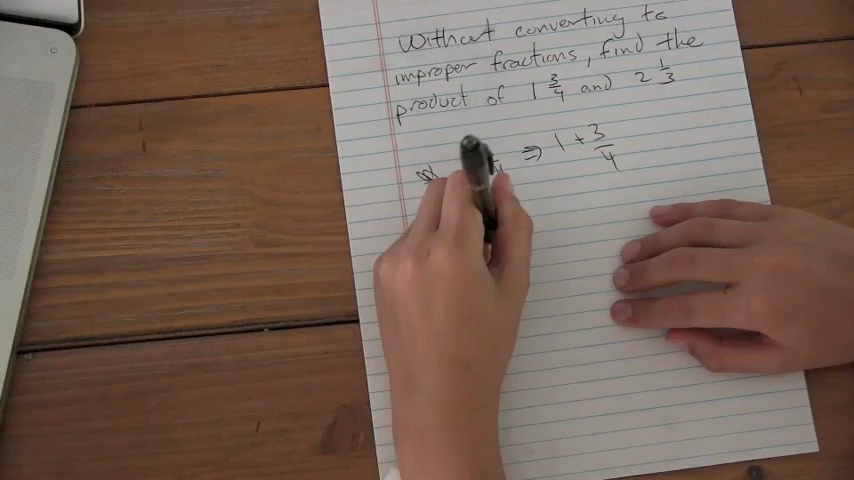 Without converting to
improper fractions, find the
product of 1 3/4 and 2 1/3
⇒ 1 + 3/4